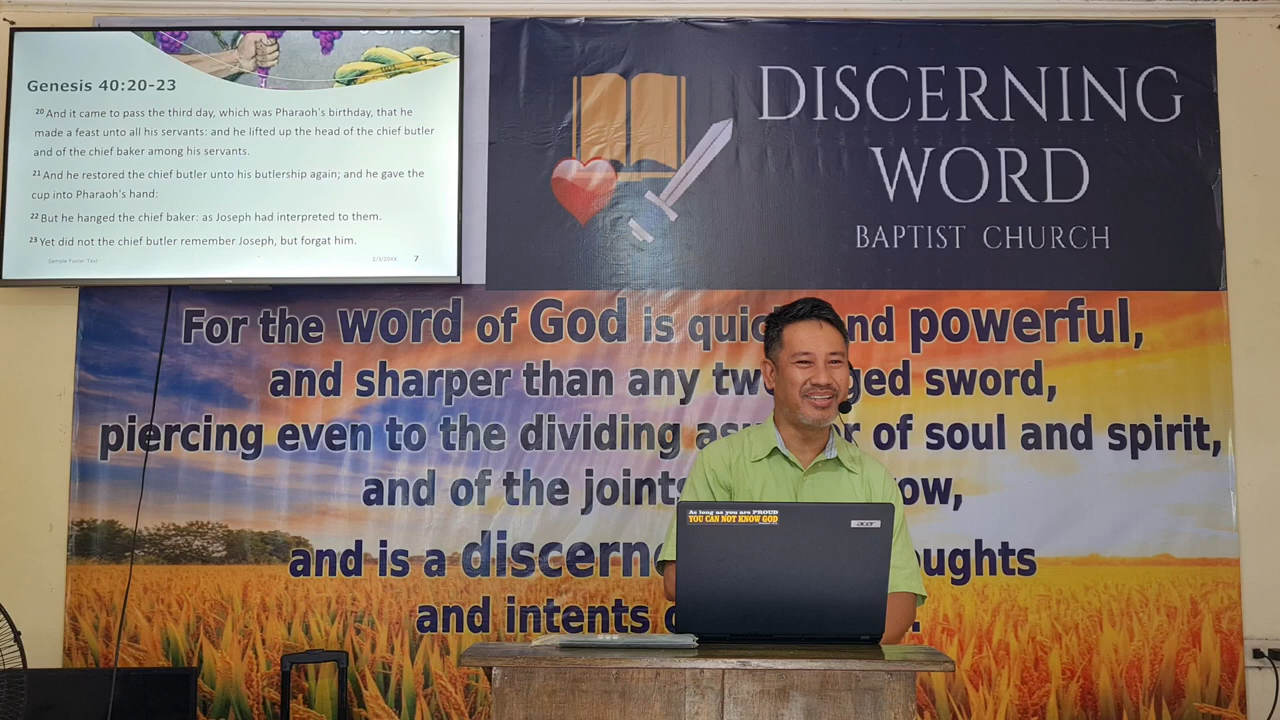 Genesis 40:20-23
20 And it came to pass the third day, which was Pharaoh's birthday, that he
made a feast unto all his servants: and he lifted up the head of the chief butler
and of the chief baker among his servants.
21 And he restored the chief butler unto his butlership again; and he gave the
cup into Pharaoh's hand:
22 But he hanged the chief baker: as Joseph had interpreted to them.
23 Yet did not the chief butler remember Joseph, but forgat him.
Sample Footer Text 2/3/20XX 7
DISCERNING
WORD
BAPTIST CHURCH
For the word of God is and powerful,
and sharper than any sword,
piercing even to the dividing of soul and spirit,
and of the joints
and is a
and intents
As long as you are PROUD
YOU CAN NOT KNOW GOD
acer